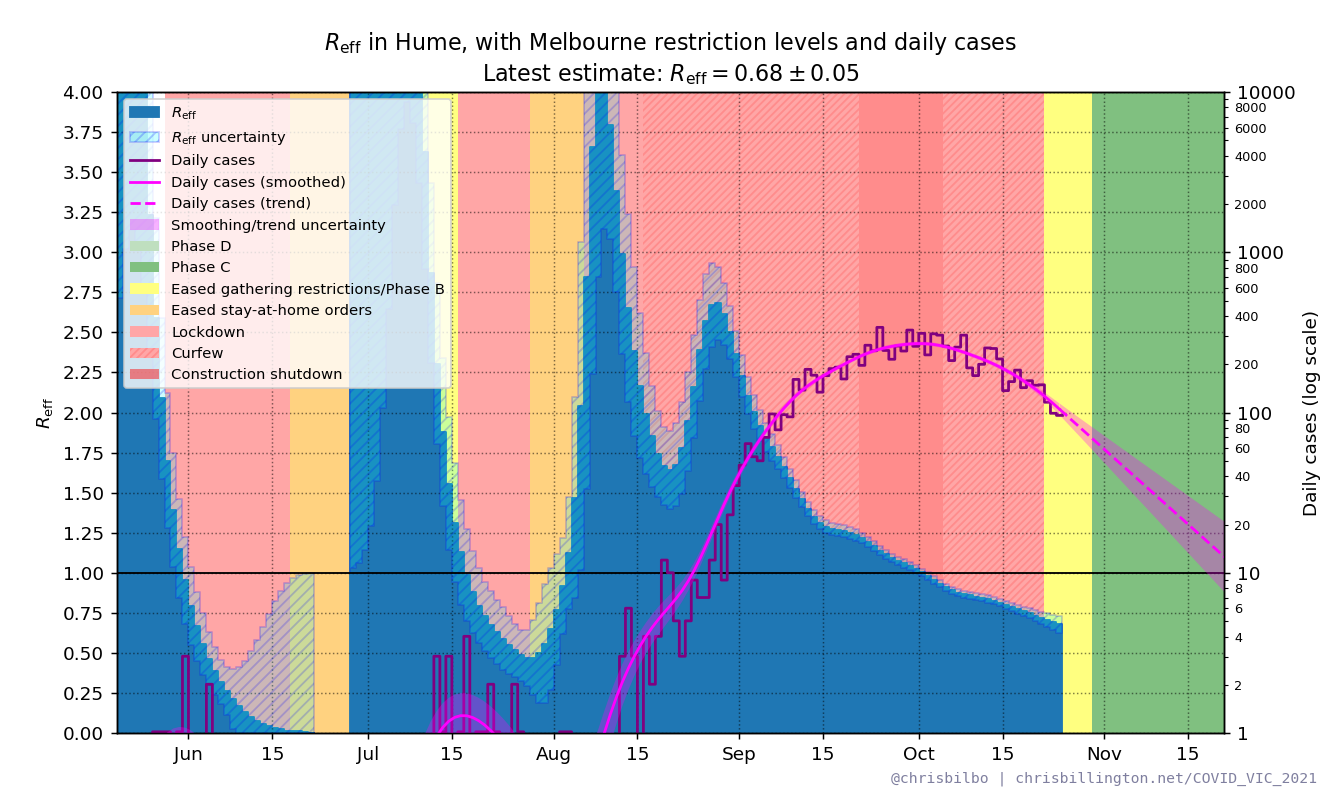 R_eff in Hume, with Melbourne restriction levels and daily cases
Latest estimate: R_eff = 0.68 ± 0.05
4.00
3.75
3.50
3.25
3.00
2.75
2.50
2.25
2.00
1.75
1.50
1.25
1.00
0.75
0.50
0.25
0.00
R_eff
R_eff
R_eff uncertainty
Daily cases
Daily cases (smoothed)
Daily cases (trend)
Smoothing/trend uncertainty
Phase D
Phase C
Eased gathering restrictions/Phase B
Eased stay-at-home orders
Lockdown
Curfew
Construction shutdown
10000
8000
6000
4000
2000
1000
800
600
400
200
100
80
60
40
20
10
8
6
4
2
1
Daily cases (log scale)
Jun 15 Jul 15 Aug 15 Sep 15 Oct 15 Nov 15
@chrisbilbo | chrisbillington.net/COVID_VIC_2021